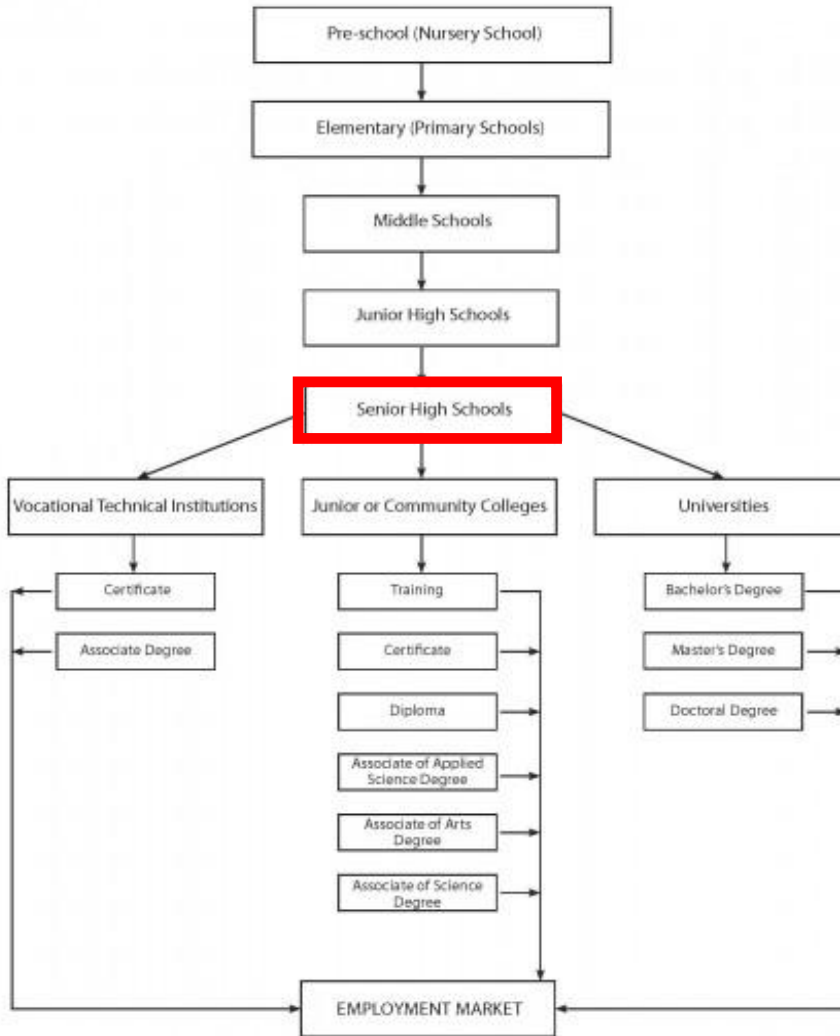 Pre-school (Nursery School)
Elementary (Primary Schools)
Middle Schools
Junior High Schools
Senior High Schools
Vocational Technical Institutions
Junior or Community Colleges
Universities
Certificate
Associate Degree
Training
Certificate
Diploma
Associate of Applied
Science Degree
Associate of Arts
Degree
Associate of Science
Degree
Bachelor's Degree
Master's Degree
Doctoral Degree
EMPLOYMENT MARKET